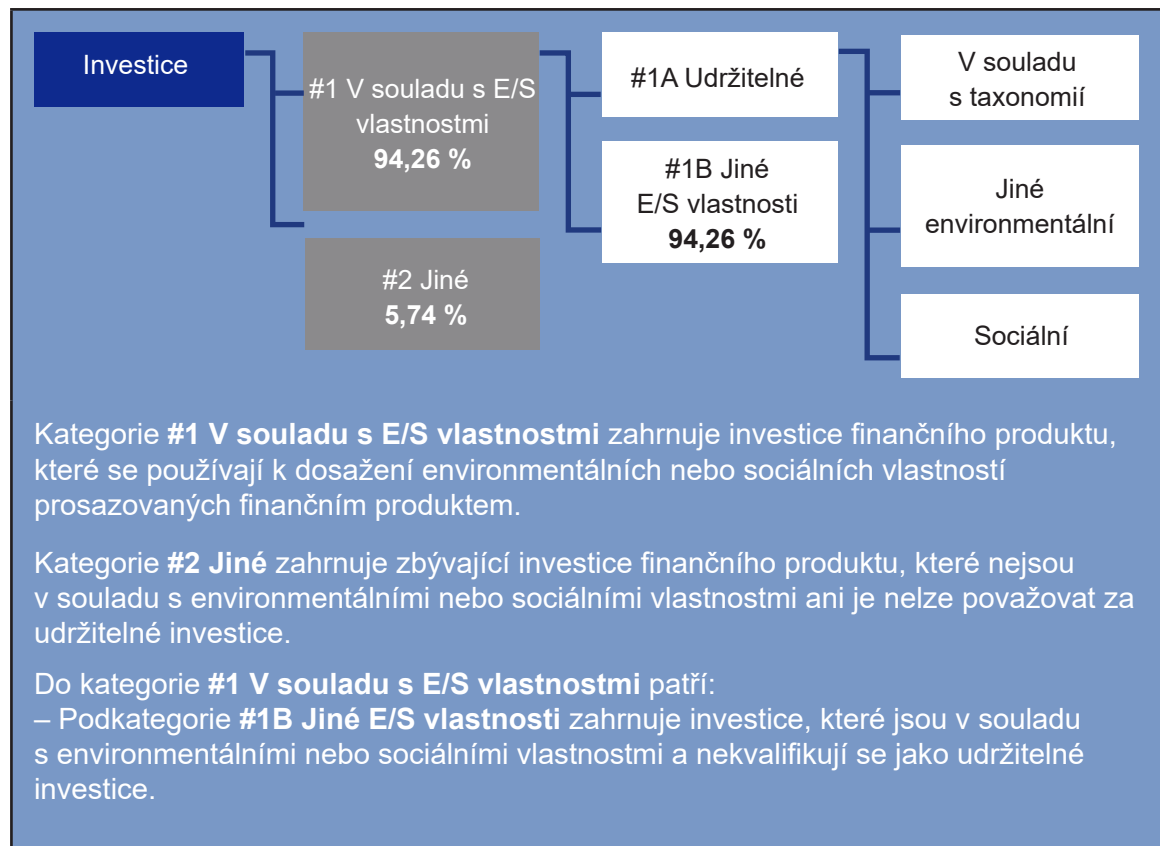 Investice
#1 V souladu s E/S
vlastnostmi
94,26 %
#2 Jiné
5,74 %
#1A Udržitelné
#1B Jiné
E/S vlastnosti
94,26 %
V souladu
s taxonomií
Jiné
environmentální
Sociální
Kategorie #1 V souladu s E/S vlastnostmi zahrnuje investice finančního produktu,
které se používají k dosažení environmentálních nebo sociálních vlastností
prosazovaných finančním produktem.
Kategorie #2 Jiné zahrnuje zbývající investice finančního produktu, které nejsou
v souladu s environmentálními nebo sociálními vlastnostmi ani je nelze považovat za
udržitelné investice.
Do kategorie #1 V souladu s E/S vlastnostmi patří:
– Podkategorie #1B Jiné E/S vlastnosti zahrnuje investice, které jsou v souladu
s environmentálními nebo sociálními vlastnostmi a nekvalifikují se jako udržitelné
investice.